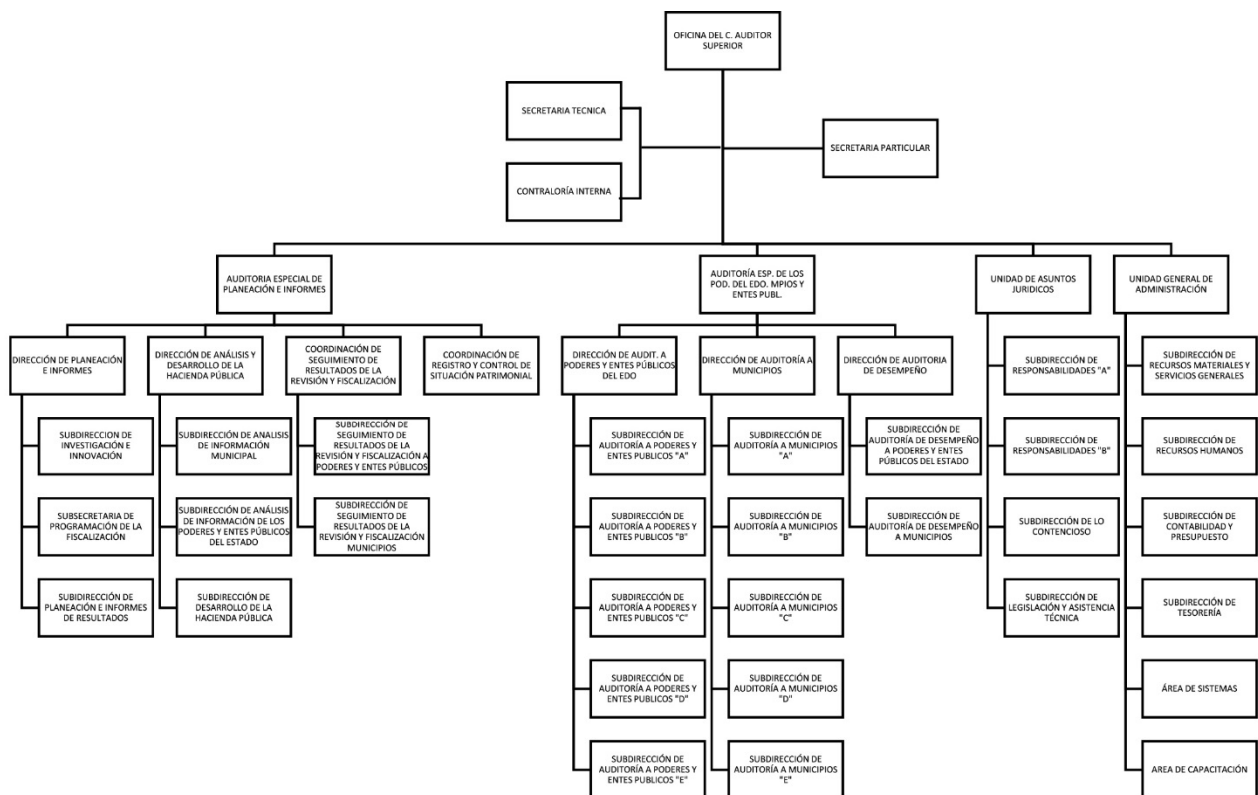 OFICINA DEL C. AUDITOR
SUPERIOR
SECRETARIA TECNICA
SECRETARIA PARTICULAR
CONTRALORÍA INTERNA
AUDITORIA ESPECIAL DE
PLANEACIÓN E INFORMES
AUDITORÍA ESP. DE LOS
POD. DEL EDO. MPIOS Y
ENTES PUBL.
UNIDAD DE ASUNTOS
JURIDICOS
UNIDAD GENERAL DE
ADMINISTRACIÓN
DIRECCIÓN DE PLANEACIÓN
E INFORMES
DIRECCIÓN DE ANÁLISIS Y
DESARROLLO DE LA
HACIENDA PÚBLICA
COORDINACIÓN DE
SEGUIMIENTO DE
RESULTADOS DE LA
REVISIÓN Y FISCALIZACIÓN
COORDINACIÓN DE
REGISTRO Y CONTROL DE
SITUACIÓN PATRIMONIAL
DIRECCIÓN DE AUDIT. A
PODERES Y ENTES PÚBLICOS
DEL EDO
DIRECCIÓN DE AUDITORÍA A
MUNICIPIOS
DIRECCIÓN DE AUDITORIA
DE DESEMPEÑO
SUBDIRECCIÓN DE
RESPONSABILIDADES "A"
SUBDIRECCIÓN DE
RECURSOS MATERIALES Y
SERVICIOS GENERALES
SUBDIRECCION DE
INVESTIGACIÓN E
INNOVACIÓN
SUBDIRECCIÓN DE ANALISIS
DE INFORMACIÓN
MUNICIPAL
SUBDIRECCIÓN DE
SEGUIMIENTO DE
RESULTADOS DE LA
REVISIÓN Y FISCALIZACIÓN A
PODERES Y ENTES PÚBLICOS
SUBDIRECCIÓN DE
AUDITORÍA A PODERES Y
ENTES PUBLICOS "A"
SUBDIRECCIÓN DE
AUDITORÍA A MUNICIPIOS
"A"
SUBDIRECCIÓN DE
AUDITORÍA DE DESEMPEÑO
A PODERES Y ENTES
PÚBLICOS DEL ESTADO
SUBDIRECCIÓN DE
RESPONSABILIDADES "B"
SUBDIRECCIÓN DE
RECURSOS HUMANOS
SUBSECRETARIA DE
PROGRAMACIÓN DE LA
FISCALIZACIÓN
SUBDIRECCIÓN DE ANÁLISIS
DE INFORMACIÓN DE LOS
PODERES Y ENTES PÚBLICOS
DEL ESTADO
SUBDIRECCIÓN DE
SEGUIMIENTO DE
RESULTADOS DE LA
REVISIÓN Y FISCALIZACIÓN
MUNICIPIOS
SUBDIRECCIÓN DE
AUDITORÍA A PODERES Y
ENTES PUBLICOS "B"
SUBDIRECCIÓN DE
AUDITORÍA A MUNICIPIOS
"B"
SUBDIRECCIÓN DE
AUDITORÍA DE DESEMPEÑO
A MUNICIPIOS
SUBDIRECCIÓN DE LO
CONTENCIOSO
SUBDIRECCIÓN DE
CONTABILIDAD Y
PRESUPUESTO
SUBIDIRECCIÓN DE
PLANEACIÓN E INFORMES
DE RESULTADOS
SUBDIRECCIÓN DE
DESARROLLO DE LA
HACIENDA PÚBLICA
SUBDIRECCIÓN DE
AUDITORÍA A PODERES Y
ENTES PUBLICOS "C"
SUBDIRECCIÓN DE
AUDITORÍA A MUNICIPIOS
"C"
SUBDIRECCIÓN DE
LEGISLACIÓN Y ASISTENCIA
TÉCNICA
SUBDIRECCIÓN DE
TESORERÍA
SUBDIRECCIÓN DE
AUDITORÍA A PODERES Y
ENTES PUBLICOS "D"
SUBDIRECCIÓN DE
AUDITORÍA A MUNICIPIOS
"D"
ÁREA DE SISTEMAS
SUBDIRECCIÓN DE
AUDITORÍA A PODERES Y
ENTES PUBLICOS "E"
SUBDIRECCIÓN DE
AUDITORÍA A MUNICIPIOS
"E"
AREA DE CAPACITACIÓN